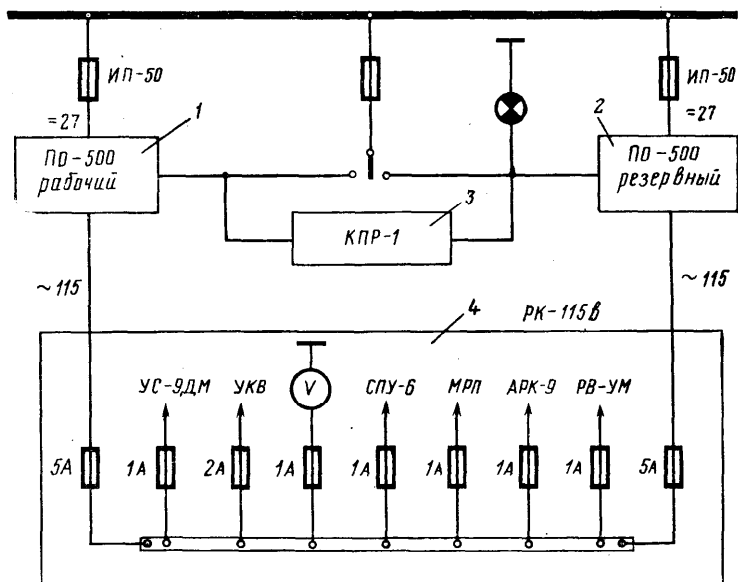 ИП-50
ИП-50
=27
1
2
=27
ПО-500
рабочий
ПО-500
резервный
3
КПР-1
~115
4
РК-115в
~115
УС-9,ДМ
УКВ
V
СПУ-6
МРП
АРК-9
РВ-УМ
5А
1А
2А
1А
1А
1А
1А
1А
5А